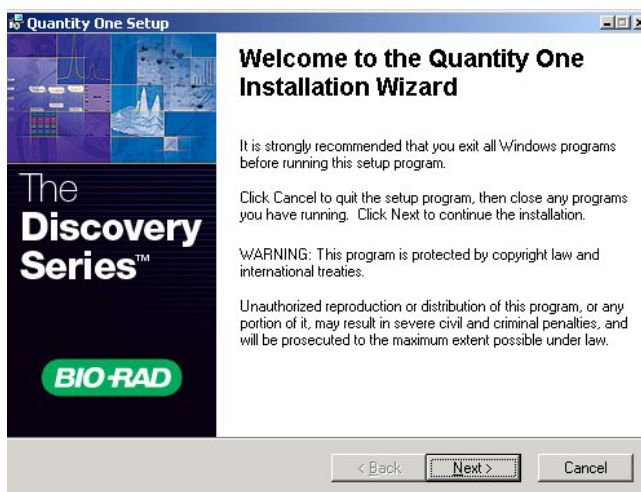 Quantity One Setup
Welcome to the Quantity One
Installation Wizard
It is strongly recommended that you exit all Windows programs
before running this setup program.
Click Cancel to quit the setup program, then close any programs
you have running. Click Next to continue the installation.
WARNING: This program is protected by copyright law and
international treaties.
Unauthorized reproduction or distribution of this program, or any
portion of it, may result in severe civil and criminal penalties, and
will be prosecuted to the maximum extent possible under law.
The
Discovery
Series™
BIO-RAD
< Back
Next >
Cancel